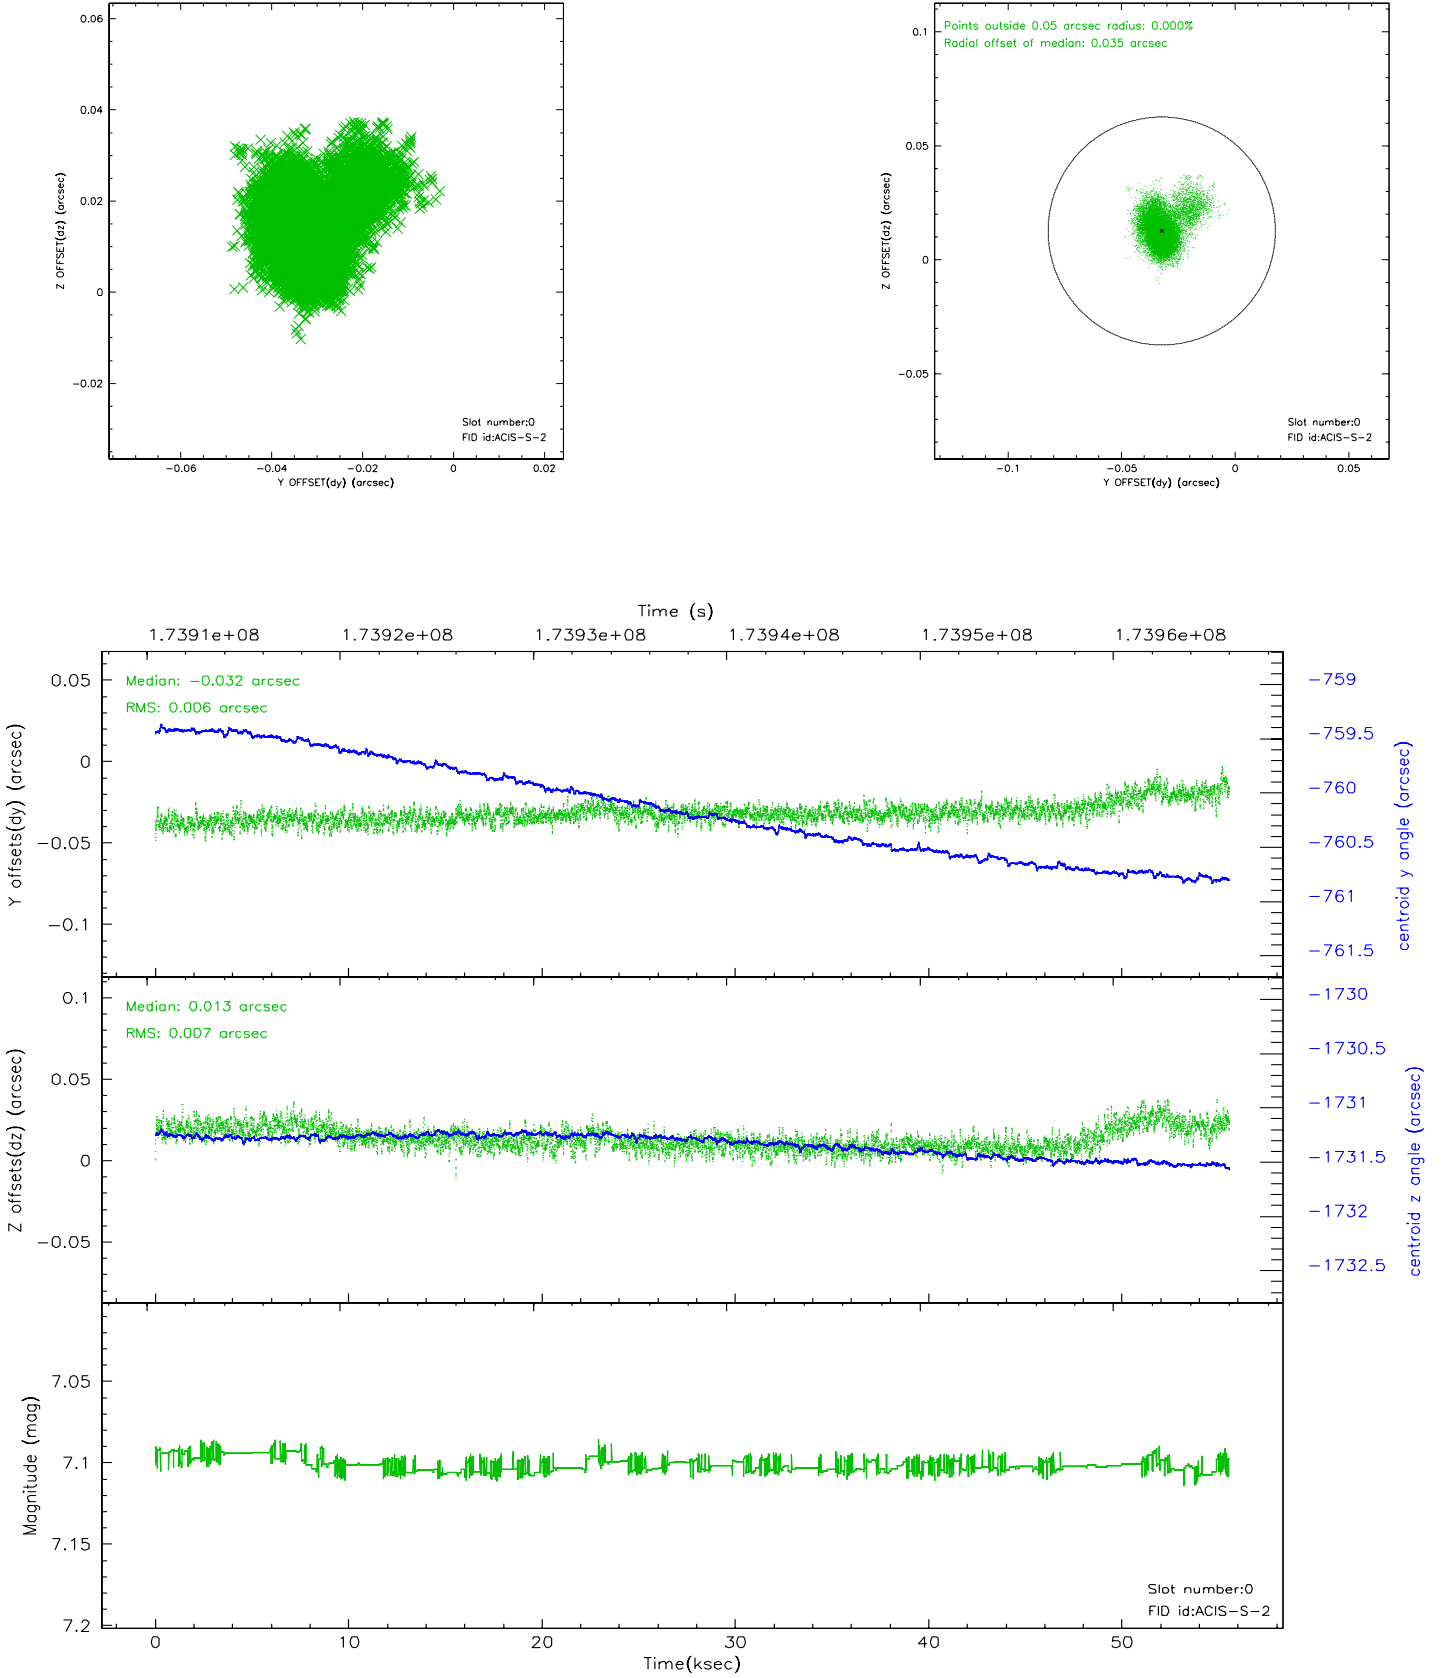 0.06
0.04
0.02
0
−0.02
Z OFFSET(dz) (arcsec)
−0.06 −0.04 −0.02 0 0.02
Y OFFSET(dy) (arcsec)
Slot number:0
FID id:ACIS−S−2
Points outside 0.05 arcsec radius: 0.000%
Radial offset of median: 0.035 arcsec
0.1
0.05
0
−0.05
Z OFFSET(dz) (arcsec)
−0.1 −0.05 0 0.05
Y OFFSET(dy) (arcsec)
Slot number:0
FID id:ACIS−S−2
Time (s)
1.7391e+08 1.7392e+08 1.7393e+08 1.7394e+08 1.7395e+08 1.7396e+08
Median: −0.032 arcsec
RMS: 0.006 arcsec
0.05
0
−0.05
−0.1
Y offsets(dy) (arcsec)
−759
−759.5
−760
−760.5
−761
−761.5
centroid y angle (arcsec)
Median: 0.013 arcsec
RMS: 0.007 arcsec
0.1
0.05
0
−0.05
Z offsets(dz) (arcsec)
−1730
−1730.5
−1731
−1731.5
−1732
−1732.5
centroid z angle (arcsec)
7.05
7.1
7.15
7.2
Magnitude (mag)
Slot number:0
FID id:ACIS−S−2
0 10 20 30 40 50
Time(ksec)